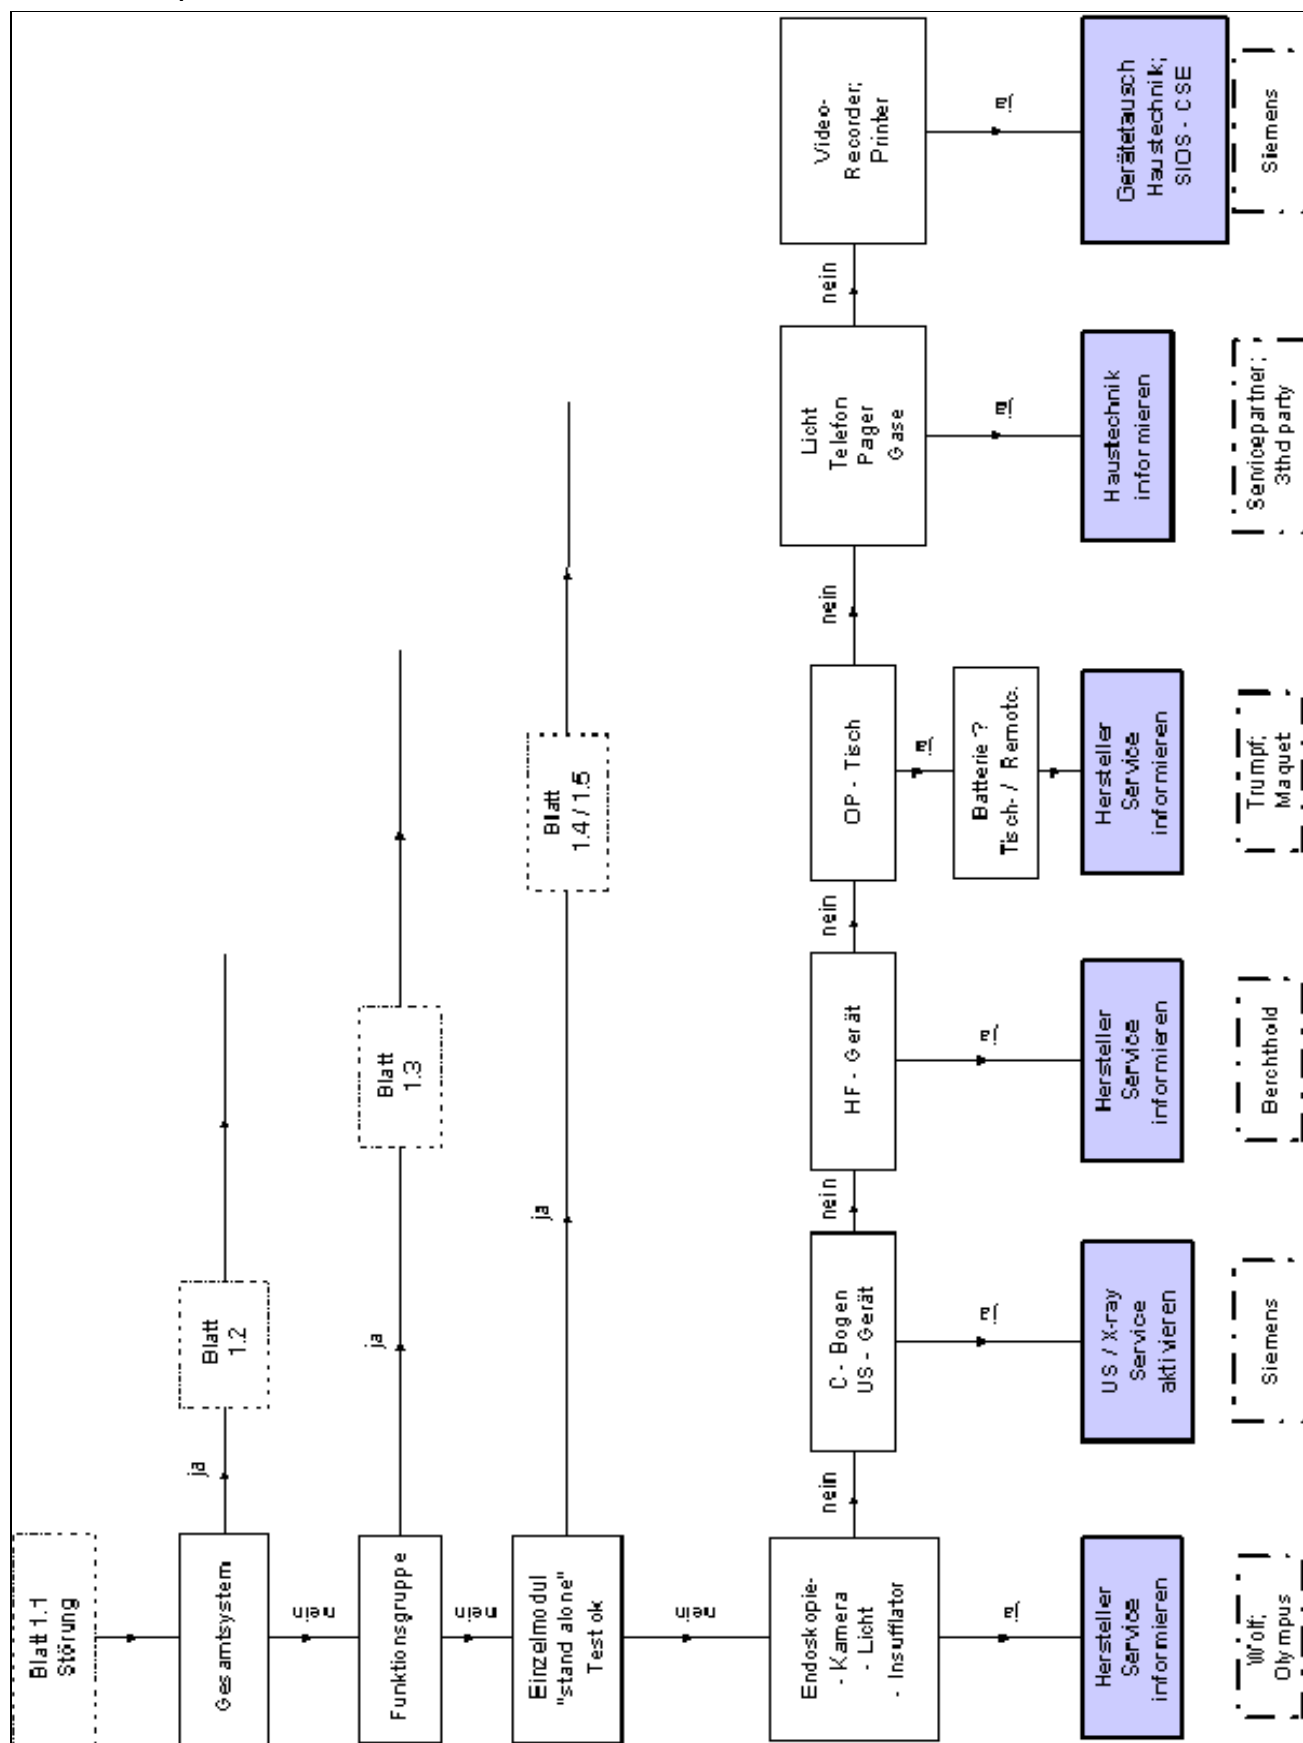 Blatt 1.1
Störung
Gesamtsystem
ja
Blatt
1.2
nein
Funktionsgruppe
ja
Blatt
1.3
nein
Einzelmodul
"stand alone"
Test ok
ja
Blatt
1.4 / 1.5
nein
Endoskopie-
- Kamera
- Licht
- Insufflator
nein
C - Bogen
US - Gerät
nein
HF - Gerät
nein
OP - Tisch
nein
Licht
Telefon
Pager
Gase
nein
Video-
Recorder;
Printer
ja
ja
ja
ja
Batterie ?
Tisch- / Remote.
ja
ja
Hersteller
Service
informieren
US / X-ray
Service
aktivieren
Hersteller
Service
informieren
Hersteller
Service
informieren
Haustechnik
informieren
Gerätetausch
Haustechnik;
SIOS - CSE
Wolf;
Olympus
Siemens
Berchthold
Trumpf;
Maquet
Servicepartner;
3thd party
Siemens